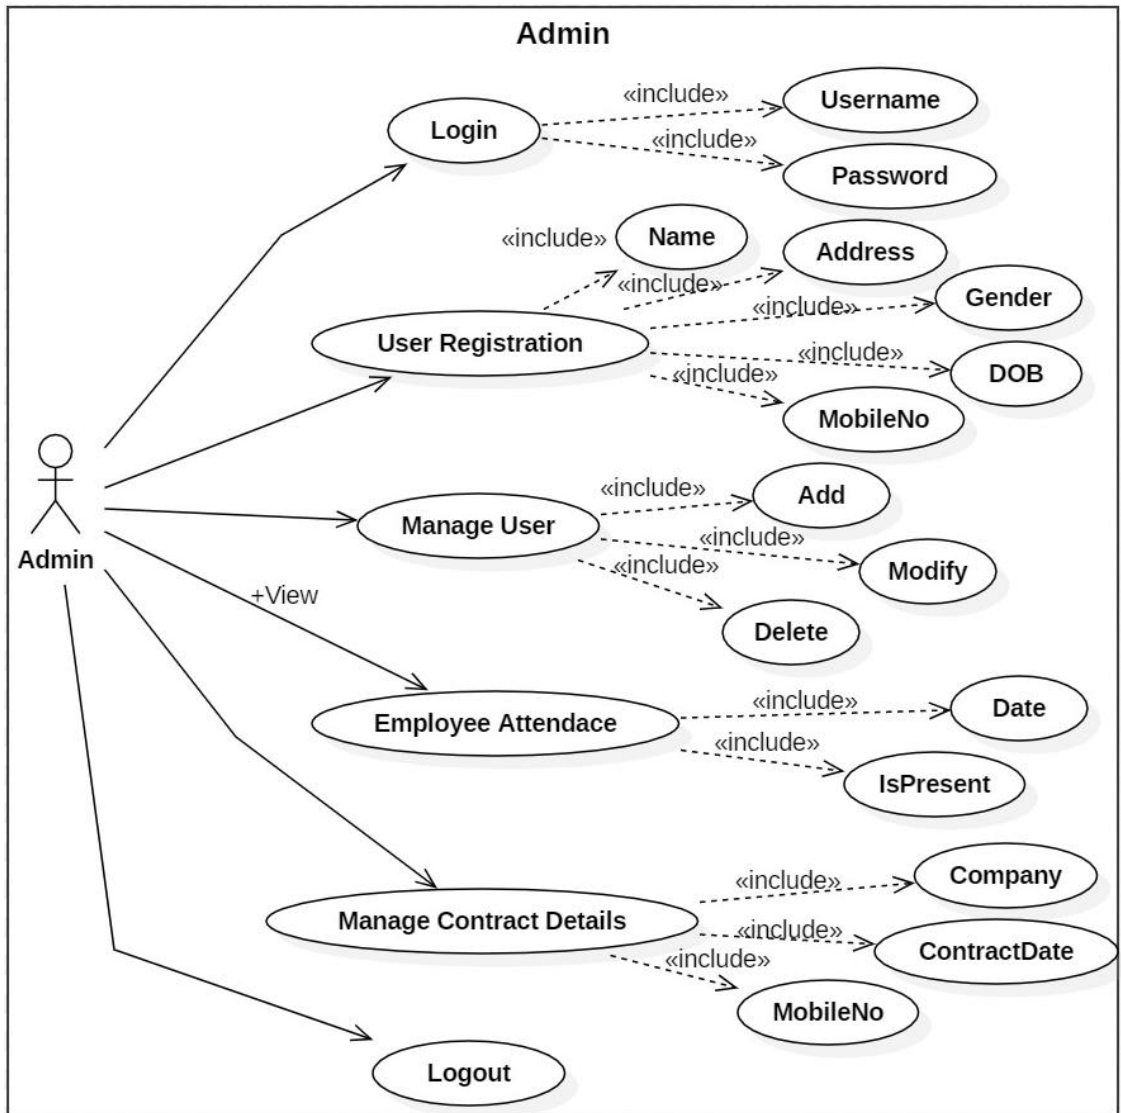 Admin
«include»
Username
Login
«include»
Password
«include»
Name
Address
«include»
Gender
«include»
User Registration
«include»
DOB
«include»
MobileNo
Admin
«include»
Add
Manage User
«include»
Modify
«include»
Delete
+View
«include»
Date
Employee Attendace
«include»
IsPresent
«include»
Company
Manage Contract Details
«include»
ContractDate
«include»
MobileNo
Logout